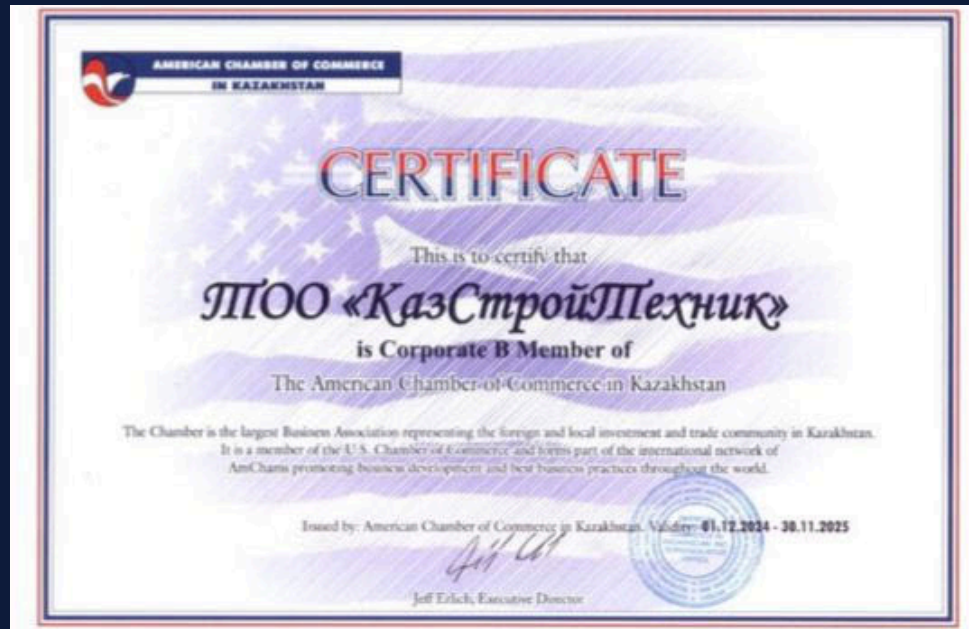 AMERICAN CHAMBER OF COMMERCE
IN KAZAKHSTAN
CERTIFICATE
This is to certify that
ТОО «КазСтройТехник»
is Corporate B Member of
The American Chamber of Commerce in Kazakhstan
The Chamber is the largest Business Association representing the foreign and local investment and trade community in Kazakhstan.
It is a member of the U.S. Chamber of Commerce and forms part of the international network of
AmChams promoting business development and best business practices throughout the world.
Issued by: American Chamber of Commerce in Kazakhstan. Validity: 01.12.2024 - 30.11.2025
Jeff Erlich, Executive Director